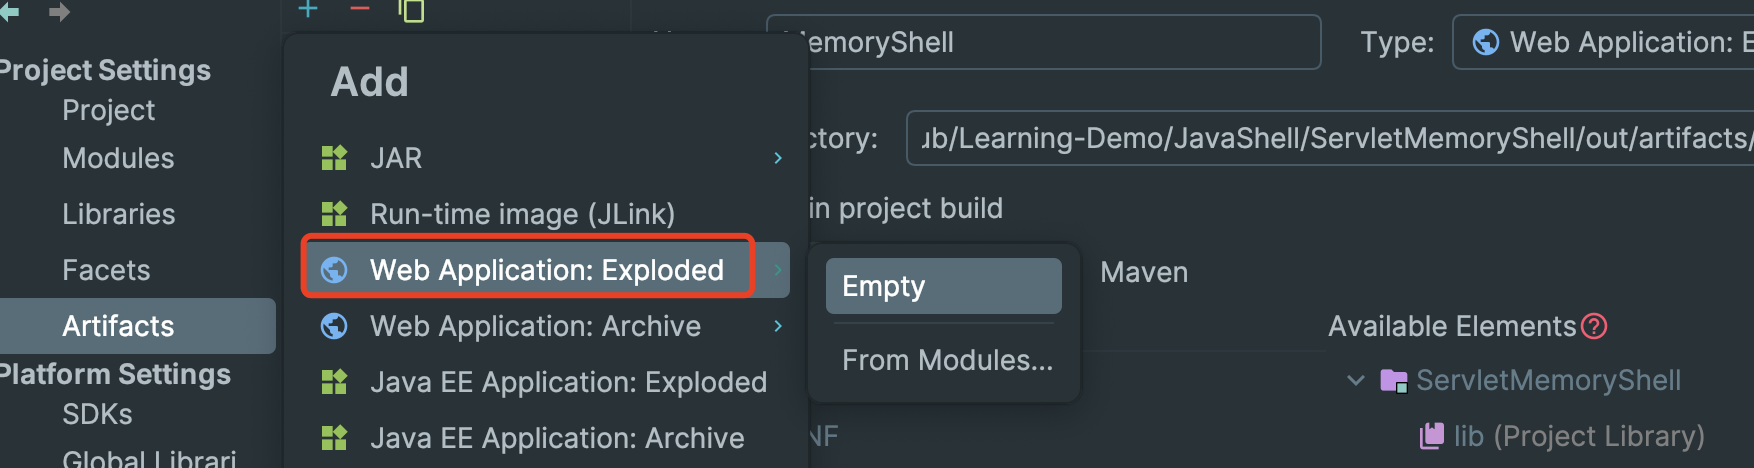 Project Settings
Project
Modules
Libraries
Facets
Artifacts
Platform Settings
SDKs
Global Librari
Add
JAR
Run-time image (JLink)
Web Application: Exploded
Web Application: Archive
Java EE Application: Exploded
Java EE Application: Archive
Empty
From Modules...
MemoryShell
Type:
Web Application: E
ctory:
ub/Learning-Demo/JavaShell/ServletMemoryShell/out/artifacts/
in project build
Maven
Available Elements
ServletMemoryShell
lib (Project Library)
NF